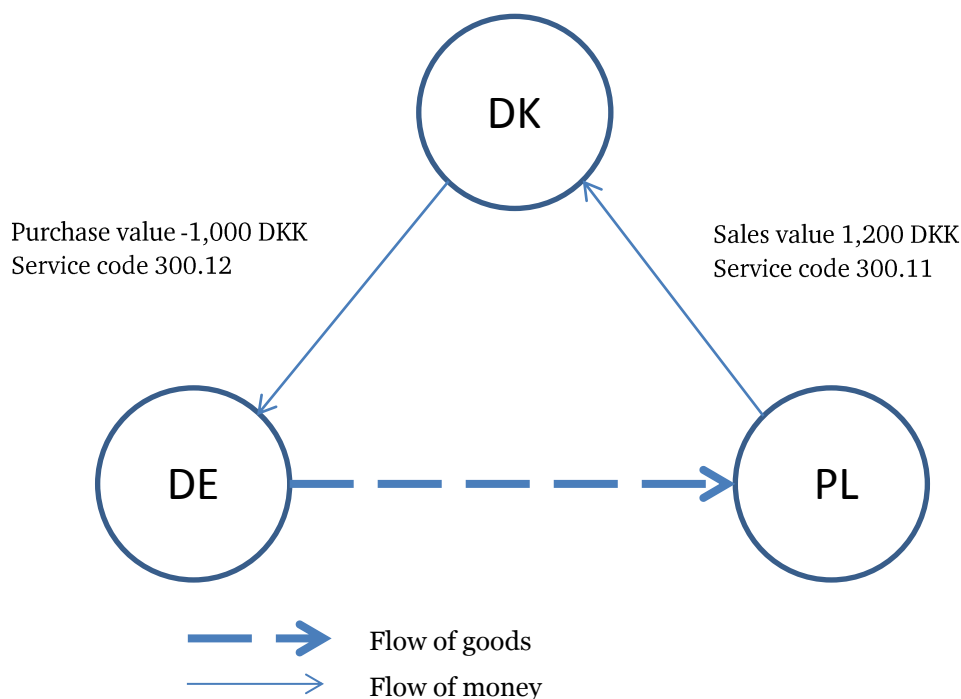 DK
Purchase value -1,000 DKK
Service code 300.12
Sales value 1,200 DKK
Service code 300.11
DE
PL
Flow of goods
Flow of money